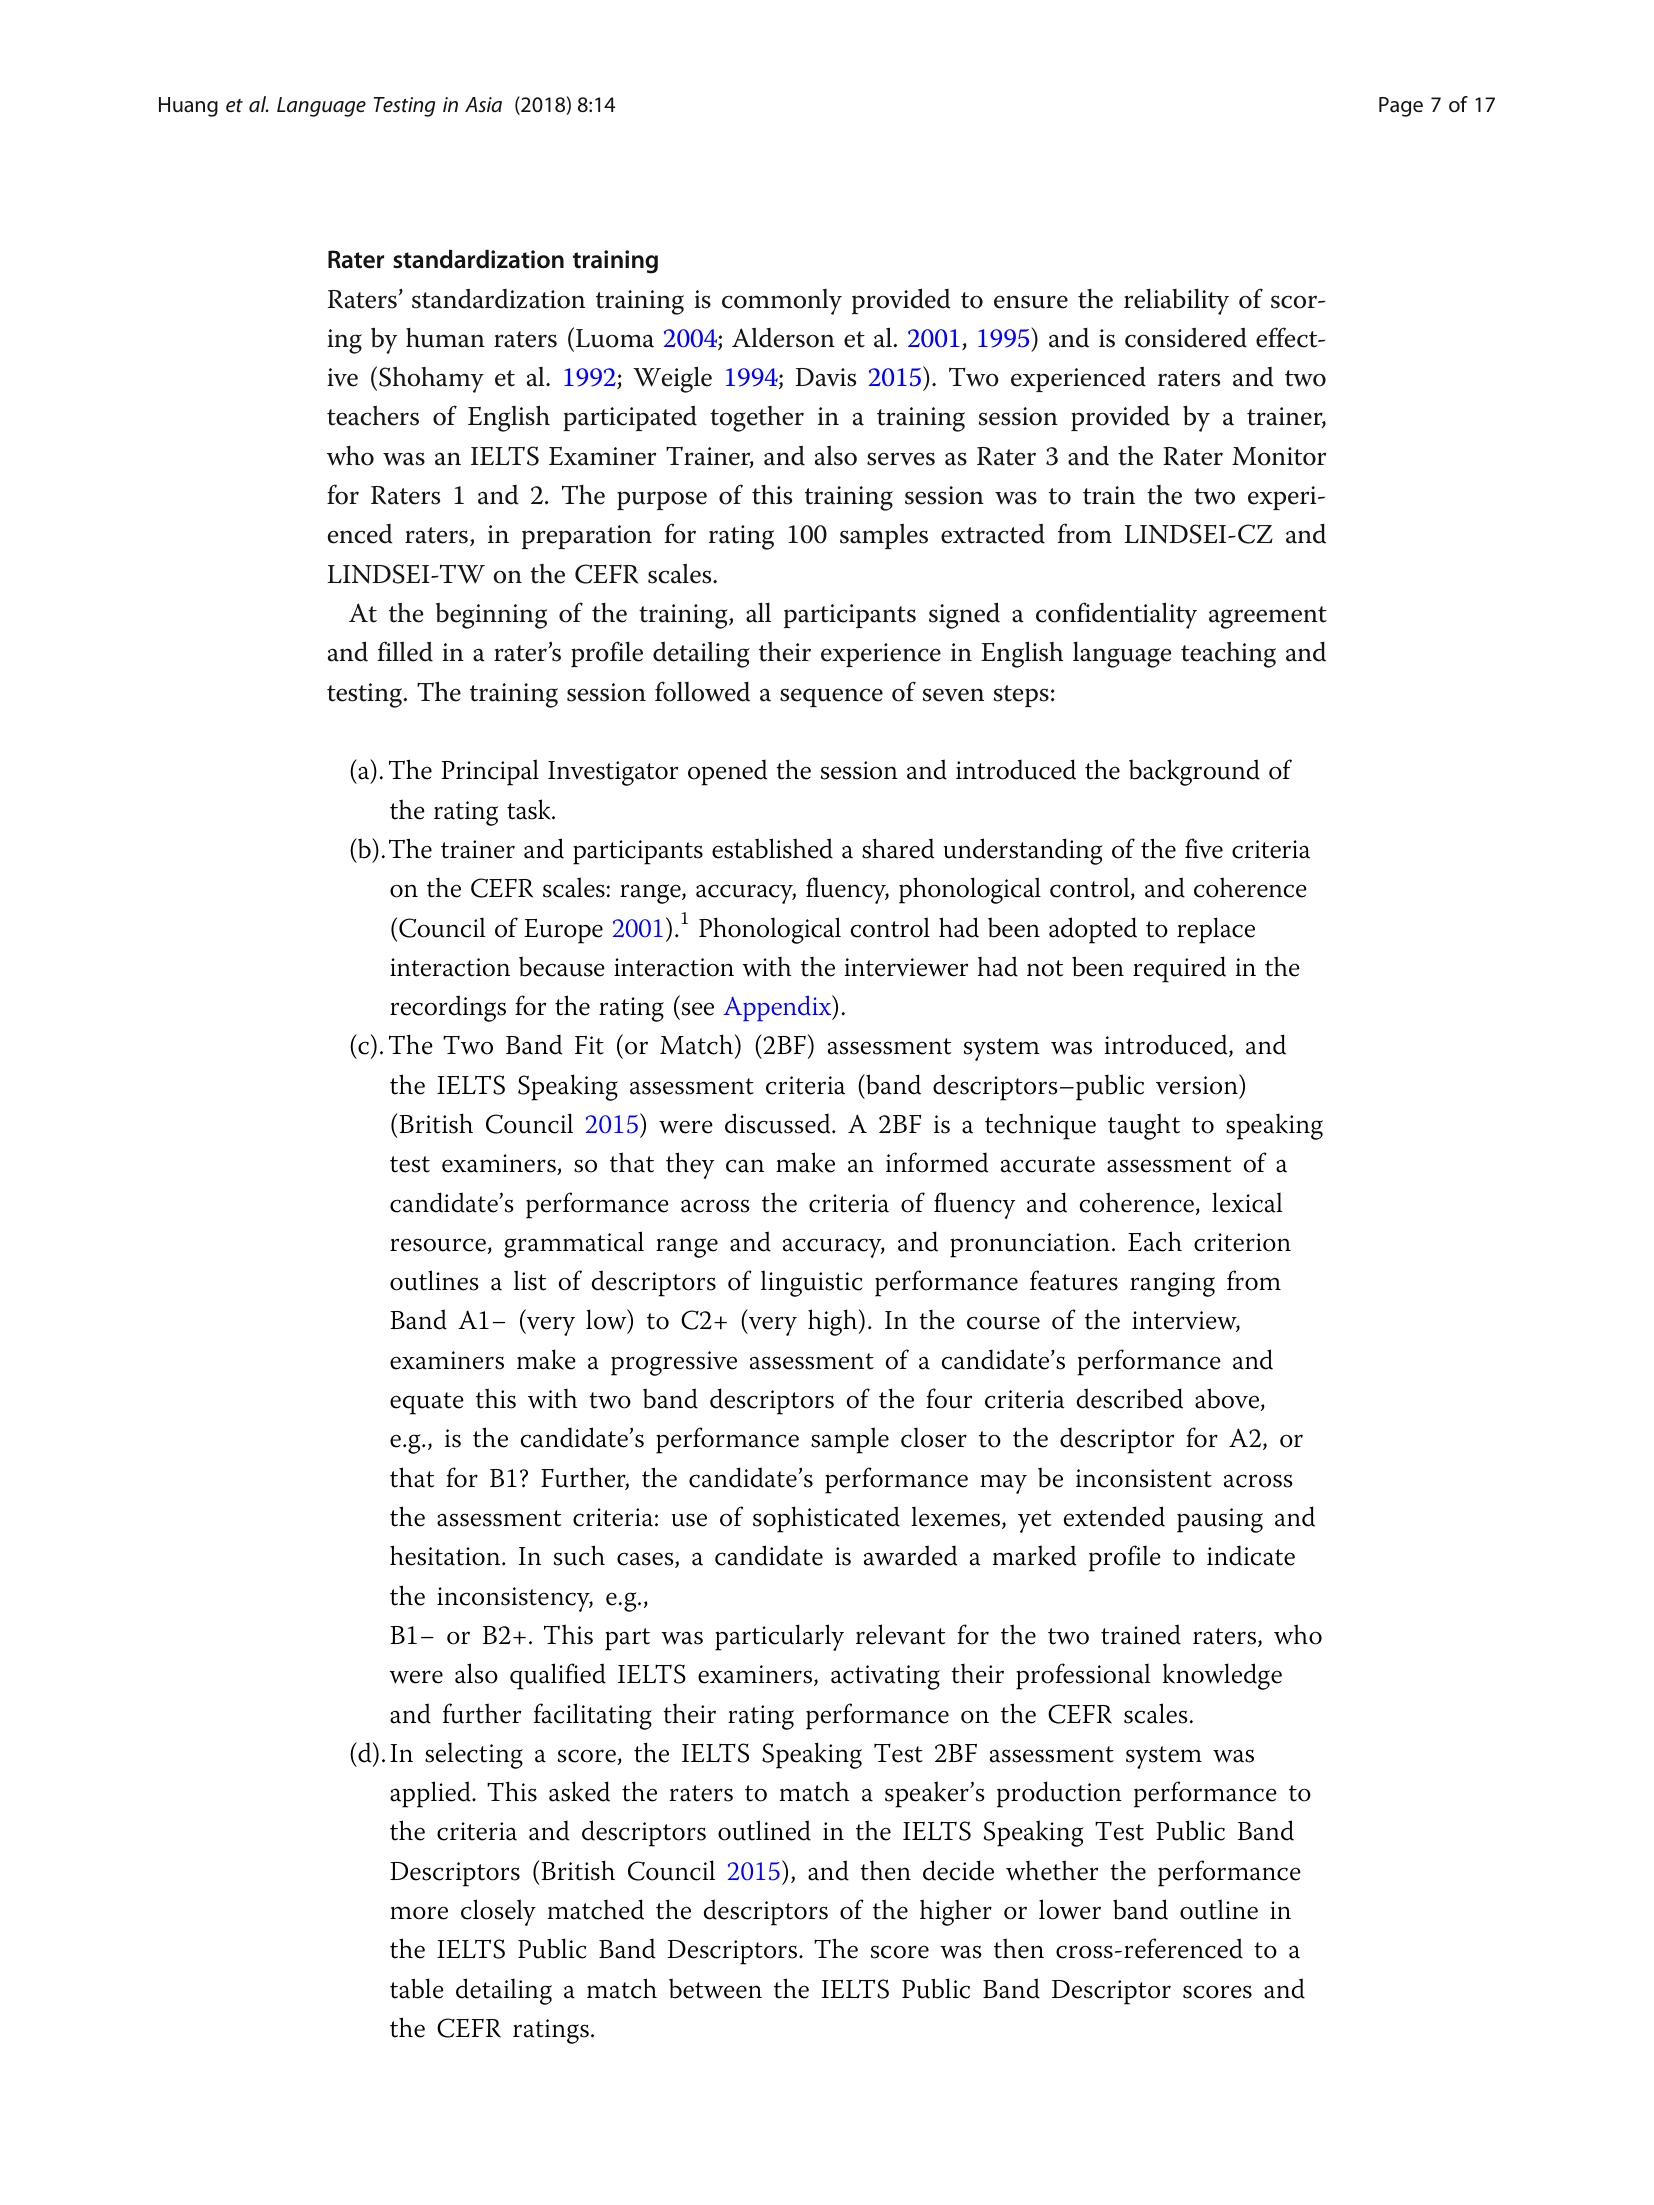 Huang et al. Language Testing in Asia (2018) 8:14
Page 7 of 17
Rater standardization training
Raters’ standardization training is commonly provided to ensure the reliability of scor-
ing by human raters (Luoma 2004; Alderson et al. 2001, 1995) and is considered effect-
ive (Shohamy et al. 1992; Weigle 1994; Davis 2015). Two experienced raters and two
teachers of English participated together in a training session provided by a trainer,
who was an IELTS Examiner Trainer, and also serves as Rater 3 and the Rater Monitor
for Raters 1 and 2. The purpose of this training session was to train the two experi-
enced raters, in preparation for rating 100 samples extracted from LINDSEI-CZ and
LINDSEI-TW on the CEFR scales.
At the beginning of the training, all participants signed a confidentiality agreement
and filled in a rater’s profile detailing their experience in English language teaching and
testing. The training session followed a sequence of seven steps:
(a). The Principal Investigator opened the session and introduced the background of
the rating task.
(b). The trainer and participants established a shared understanding of the five criteria
on the CEFR scales: range, accuracy, fluency, phonological control, and coherence
(Council of Europe 2001).1 Phonological control had been adopted to replace
interaction because interaction with the interviewer had not been required in the
recordings for the rating (see Appendix).
(c). The Two Band Fit (or Match) (2BF) assessment system was introduced, and
the IELTS Speaking assessment criteria (band descriptors–public version)
(British Council 2015) were discussed. A 2BF is a technique taught to speaking
test examiners, so that they can make an informed accurate assessment of a
candidate’s performance across the criteria of fluency and coherence, lexical
resource, grammatical range and accuracy, and pronunciation. Each criterion
outlines a list of descriptors of linguistic performance features ranging from
Band A1– (very low) to C2+ (very high). In the course of the interview,
examiners make a progressive assessment of a candidate’s performance and
equate this with two band descriptors of the four criteria described above,
e.g., is the candidate’s performance sample closer to the descriptor for A2, or
that for B1? Further, the candidate’s performance may be inconsistent across
the assessment criteria: use of sophisticated lexemes, yet extended pausing and
hesitation. In such cases, a candidate is awarded a marked profile to indicate
the inconsistency, e.g.,
B1– or B2+. This part was particularly relevant for the two trained raters, who
were also qualified IELTS examiners, activating their professional knowledge
and further facilitating their rating performance on the CEFR scales.
(d). In selecting a score, the IELTS Speaking Test 2BF assessment system was
applied. This asked the raters to match a speaker’s production performance to
the criteria and descriptors outlined in the IELTS Speaking Test Public Band
Descriptors (British Council 2015), and then decide whether the performance
more closely matched the descriptors of the higher or lower band outline in
the IELTS Public Band Descriptors. The score was then cross-referenced to a
table detailing a match between the IELTS Public Band Descriptor scores and
the CEFR ratings.